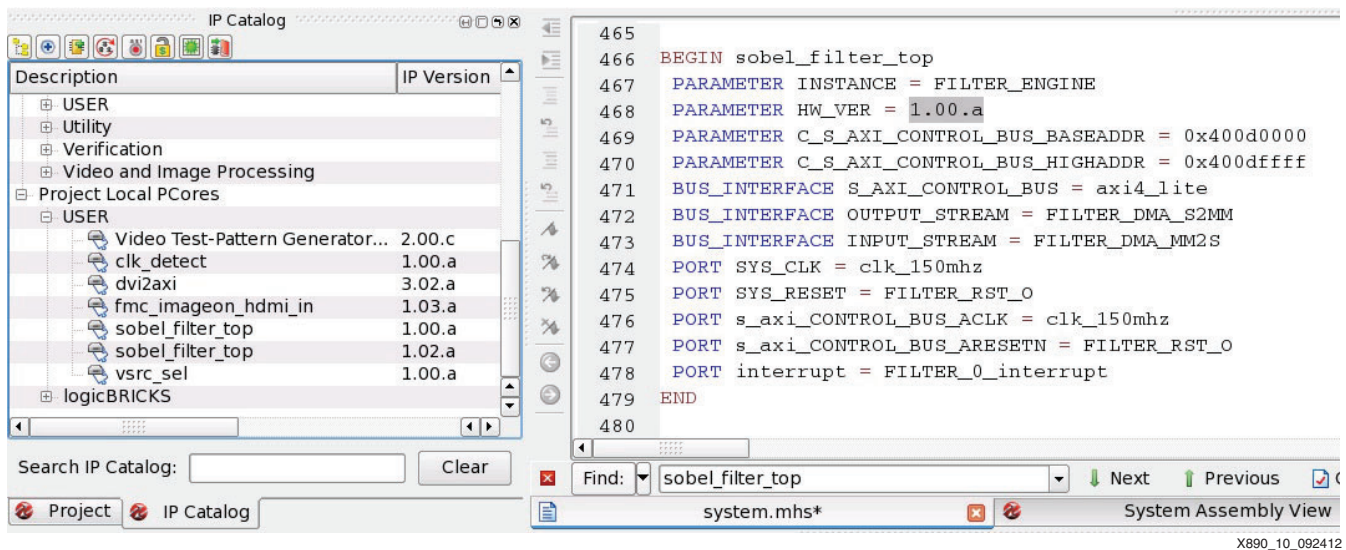 IP Catalog
Description IP Version
USER
Utility
Verification
Video and Image Processing
Project Local PCores
USER
Video Test-Pattern Generator... 2.00.c
clk_detect 1.00.a
dvi2axi 3.02.a
fmc_imageon_hdmi_in 1.03.a
sobel_filter_top 1.00.a
sobel_filter_top 1.02.a
vsrc_sel 1.00.a
logicBRICKS
Search IP Catalog: Clear
Project IP Catalog
465
466 BEGIN sobel_filter_top
467 PARAMETER INSTANCE = FILTER_ENGINE
468 PARAMETER HW_VER = 1.00.a
469 PARAMETER C_S_AXI_CONTROL_BUS_BASEADDR = 0x400d0000
470 PARAMETER C_S_AXI_CONTROL_BUS_HIGHADDR = 0x400dffff
471 BUS_INTERFACE S_AXI_CONTROL_BUS = axi4_lite
472 BUS_INTERFACE OUTPUT_STREAM = FILTER_DMA_S2MM
473 BUS_INTERFACE INPUT_STREAM = FILTER_DMA_MM2S
474 PORT SYS_CLK = clk_150mhz
475 PORT SYS_RESET = FILTER_RST_O
476 PORT s_axi_CONTROL_BUS_ACLK = clk_150mhz
477 PORT s_axi_CONTROL_BUS_ARESETN = FILTER_RST_O
478 PORT interrupt = FILTER_0_interrupt
479 END
480
Find: sobel_filter_top Next Previous
system.mhs* System Assembly View
X890_10_092412